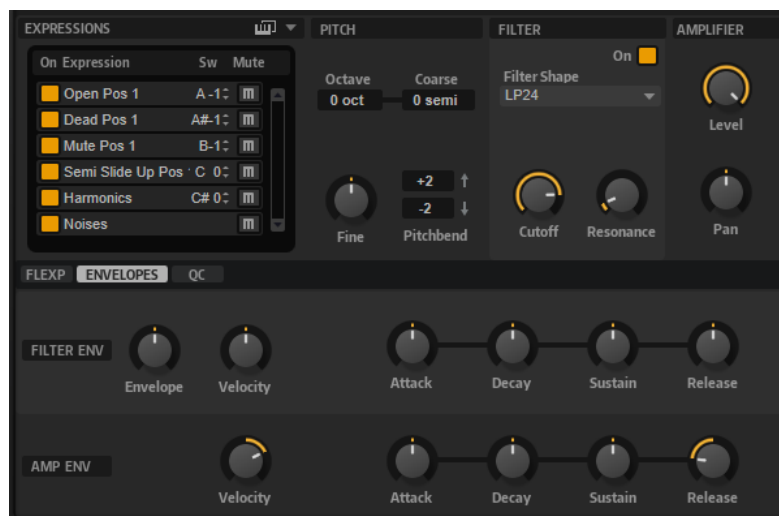 EXPRESSIONS PITCH FILTER AMPLIFIER
On Expression Sw Mute
Open Pos 1 A -1 m
Dead Pos 1 A#-1 m
Mute Pos 1 B-1 m
Semi Slide Up Pos C 0 m
Harmonics C# 0 m
Noises m
Octave Coarse
0 oct 0 semi
Fine
+2
-2
Pitchbend
On
Filter Shape
LP24
Cutoff Resonance
Level
Pan
FLEXP ENVELOPES QC
FILTER ENV
Envelope Velocity Attack Decay Sustain Release
AMP ENV
Velocity Attack Decay Sustain Release